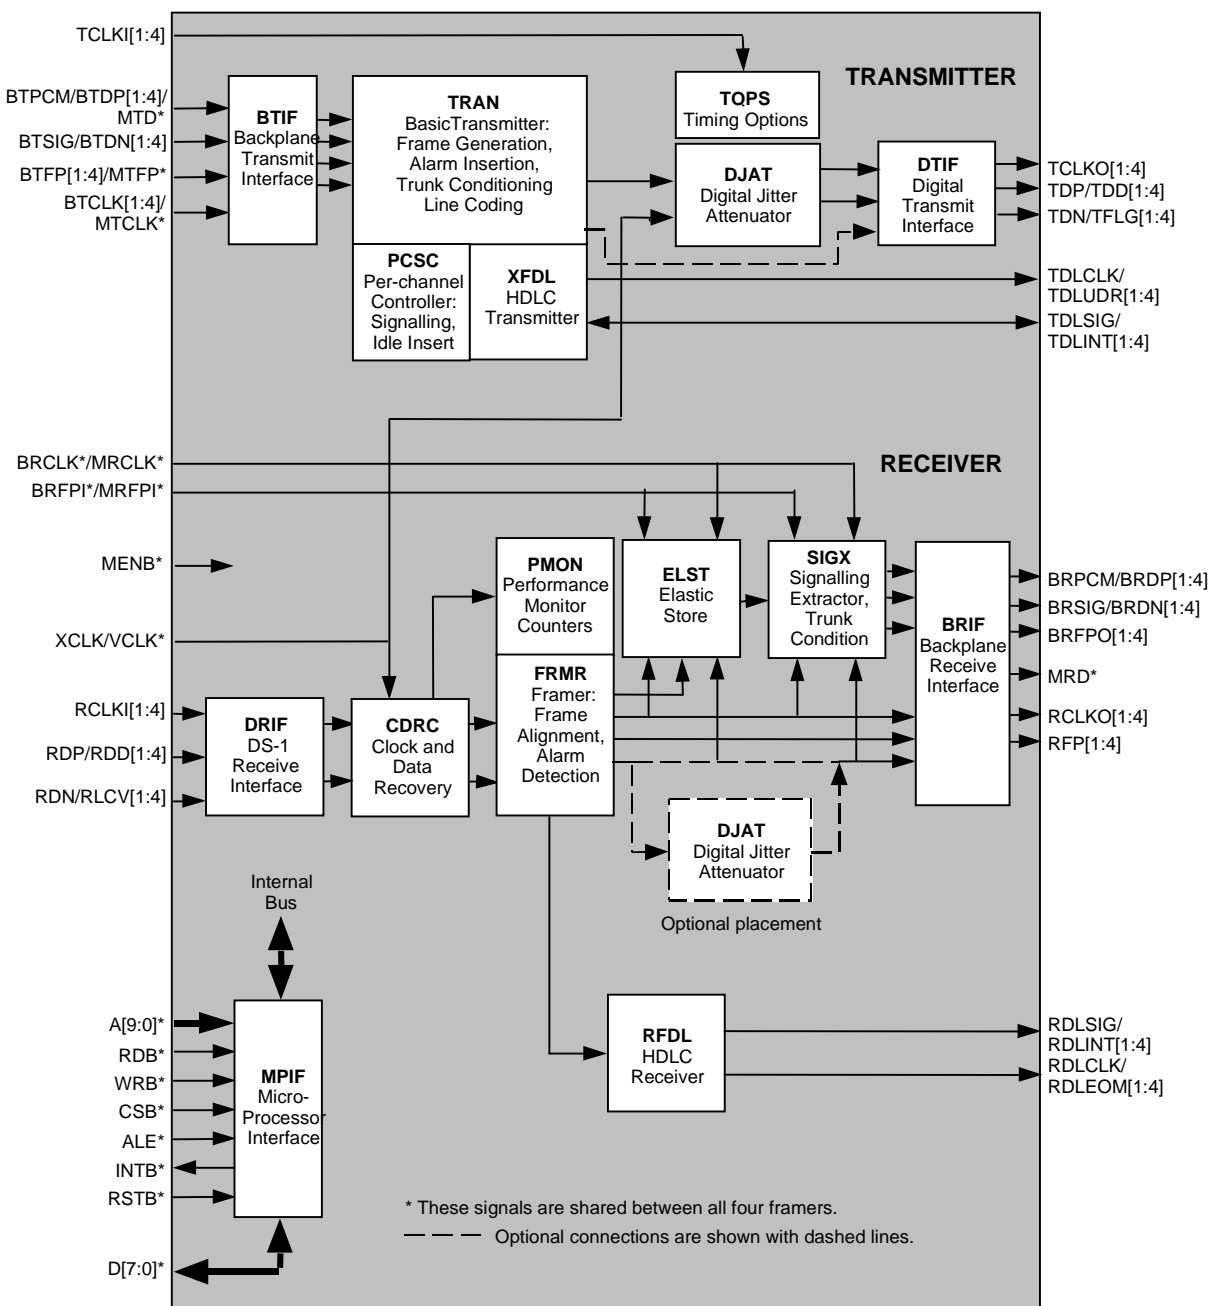 TCLKI[1:4]
TRANSMITTER
BTPCM/BTDP[1:4]/
MTD*
BTSIG/BTDN[1:4]
BTFP[1:4]/MTFP*
BTCLK[1:4]/
MTCLK*
BTIF
Backplane
Transmit
Interface
TRAN
BasicTransmitter:
Frame Generation,
Alarm Insertion,
Trunk Conditioning
Line Coding
TQPS
Timing Options
DJAT
Digital Jitter
Attenuator
DTIF
Digital
Transmit
Interface
TCLKO[1:4]
TDP/TDD[1:4]
TDN/TFLG[1:4]
PCSC
Per-channel
Controller:
Signalling,
Idle Insert
XFDL
HDLC
Transmitter
TDLCLK/
TDLUDR[1:4]
TDLSIG/
TDLINT[1:4]
RECEIVER
BRCLK*/MRCLK*
BRFPI*/MRFPI*
MENB*
XCLK/VCLK*
RCLKI[1:4]
RDP/RDD[1:4]
RDN/RLCV[1:4]
DRIF
DS-1
Receive
Interface
CDRC
Clock and
Data
Recovery
PMON
Performance
Monitor
Counters
FRMR
Framer:
Frame
Alignment,
Alarm
Detection
ELST
Elastic
Store
SIGX
Signalling
Extractor,
Trunk
Condition
BRIF
Backplane
Receive
Interface
BRPCM/BRDP[1:4]
BRSIG/BRDN[1:4]
BRFPO[1:4]
MRD*
RCLKO[1:4]
RFP[1:4]
DJAT
Digital Jitter
Attenuator
Optional placement
Internal
Bus
A[9:0]*
RDB*
WRB*
CSB*
ALE*
INTB*
RSTB*
D[7:0]*
MPIF
Micro-
Processor
Interface
RFDL
HDLC
Receiver
RDLSIG/
RDLINT[1:4]
RDLCLK/
RDLEOM[1:4]
* These signals are shared between all four framers.
Optional connections are shown with dashed lines.